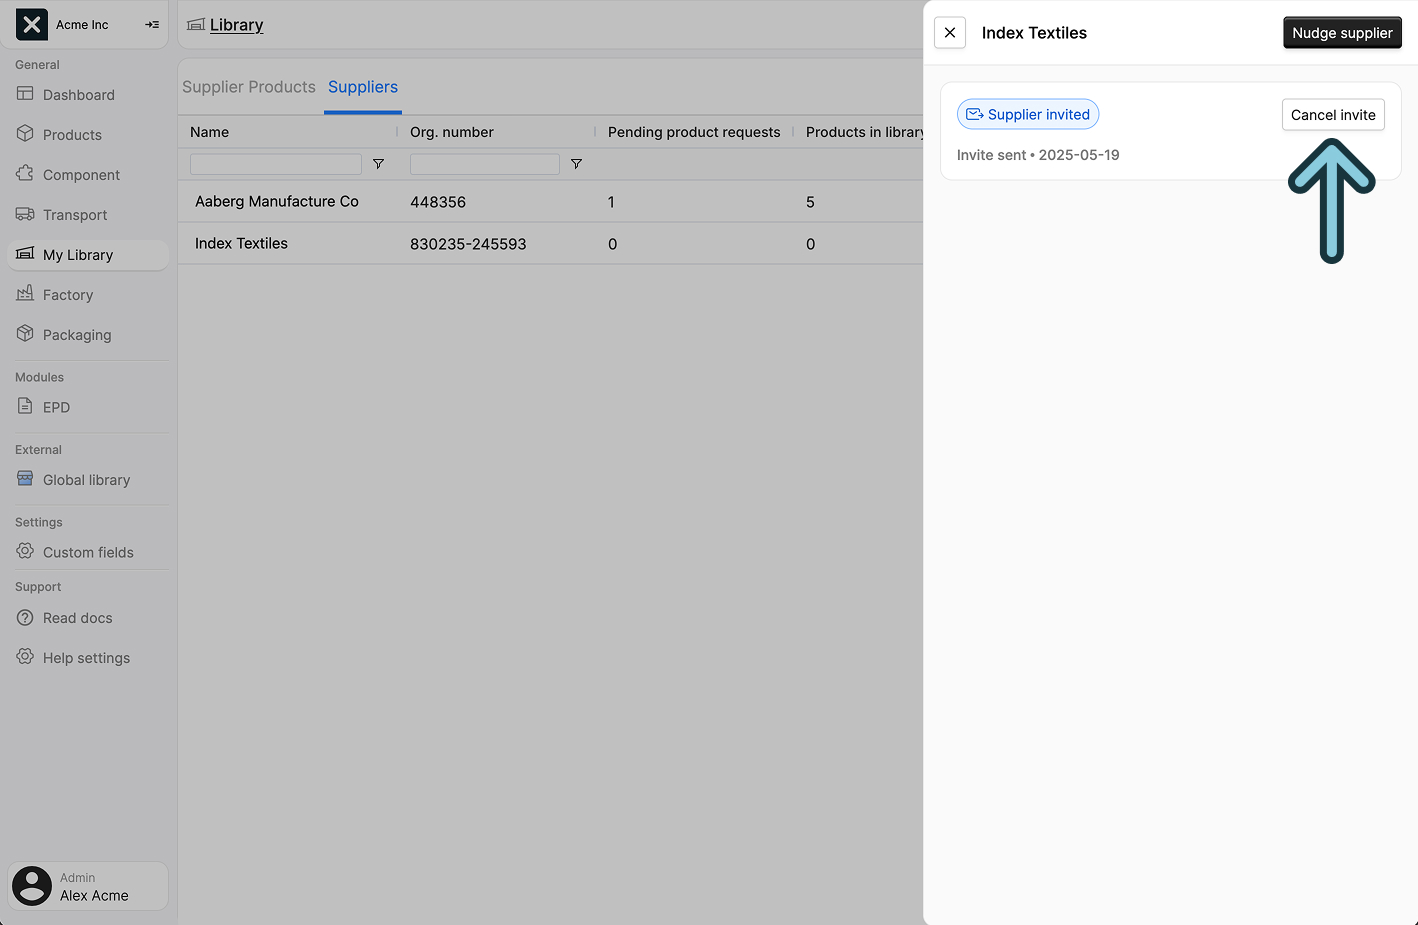 Acme Inc
General
Dashboard
Products
Component
Transport
My Library
Factory
Packaging
Modules
EPD
External
Global library
Settings
Custom fields
Support
Read docs
Help settings
Admin
Alex Acme
Library
Supplier Products Suppliers
Name Org. number Pending product requests Products in library
Aaberg Manufacture Co 448356 1 5
Index Textiles 830235-245593 0 0
Index Textiles Nudge supplier
Supplier invited Cancel invite
Invite sent • 2025-05-19